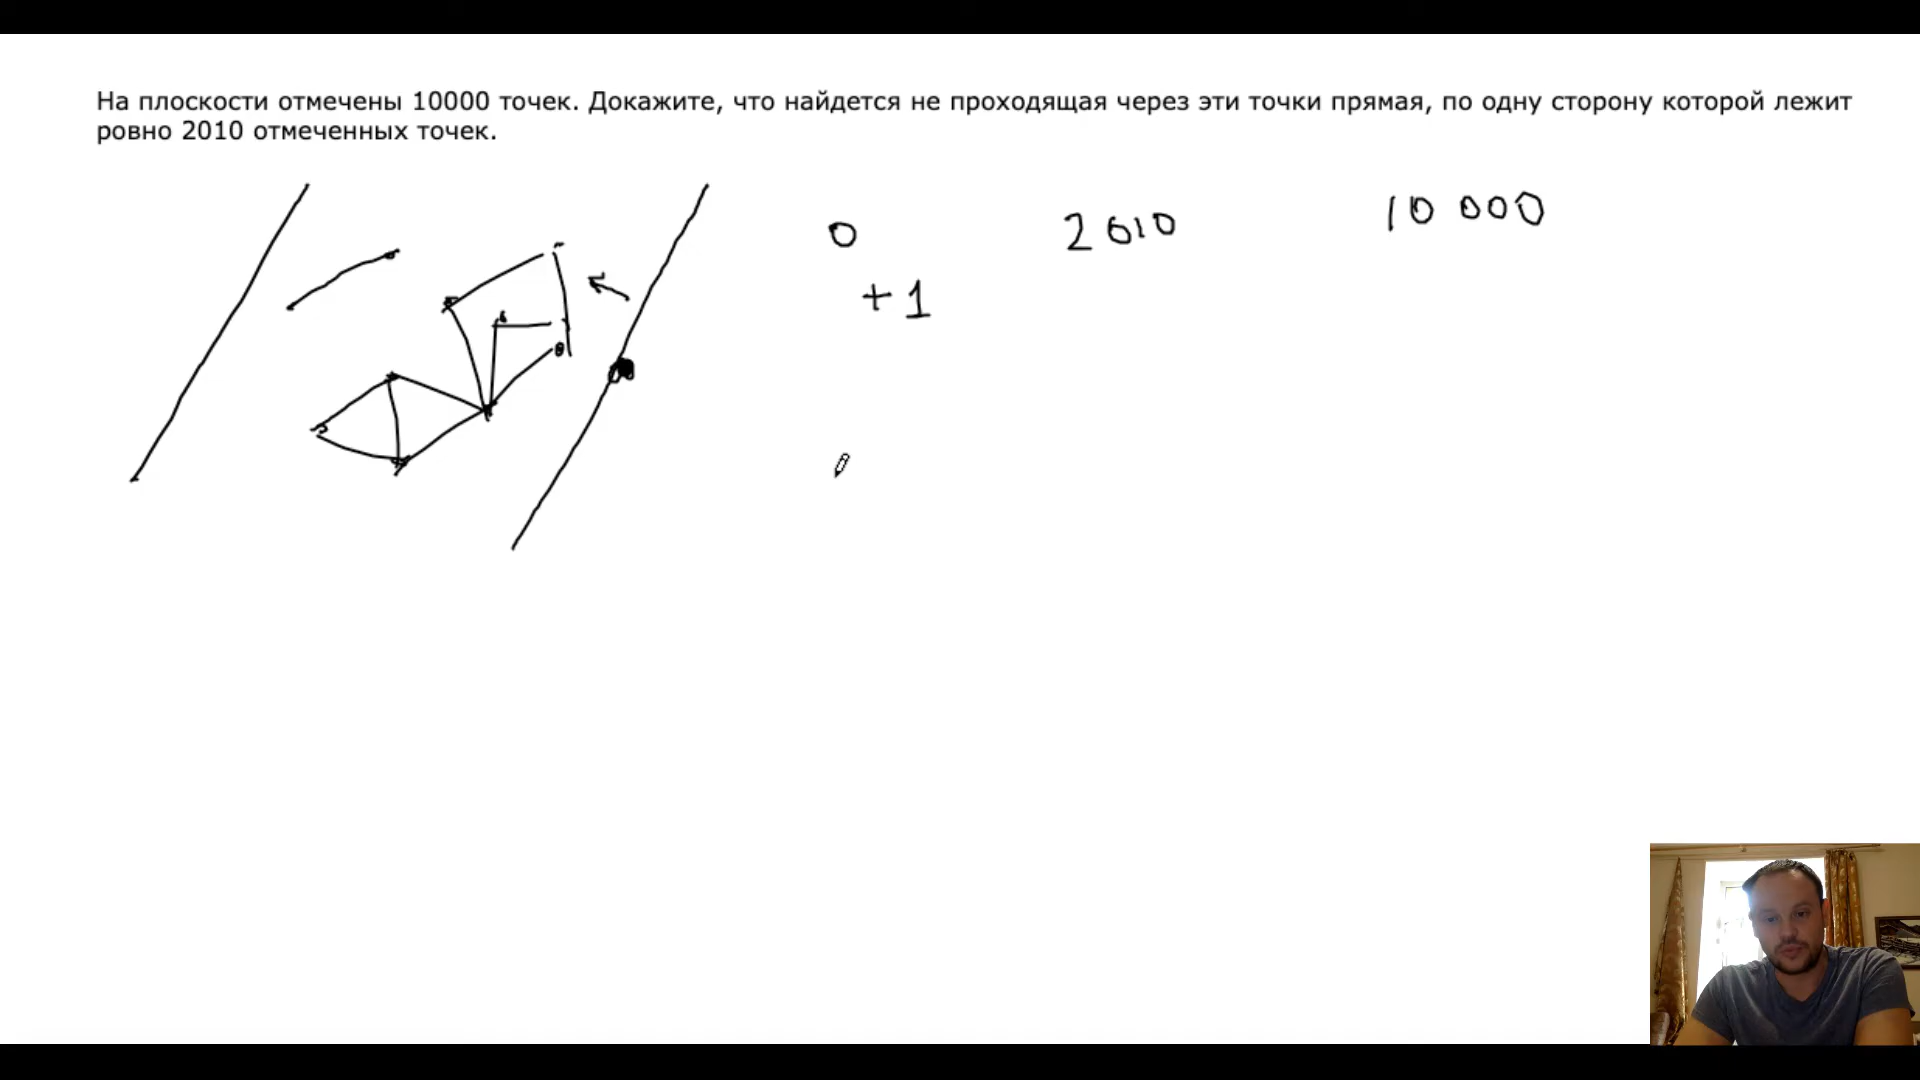 На плоскости отмечены 10000 точек. Докажите, что найдется не проходящая через эти точки прямая, по одну сторону которой лежит
ровно 2010 отмеченных точек.
0 2010 10 000
+1